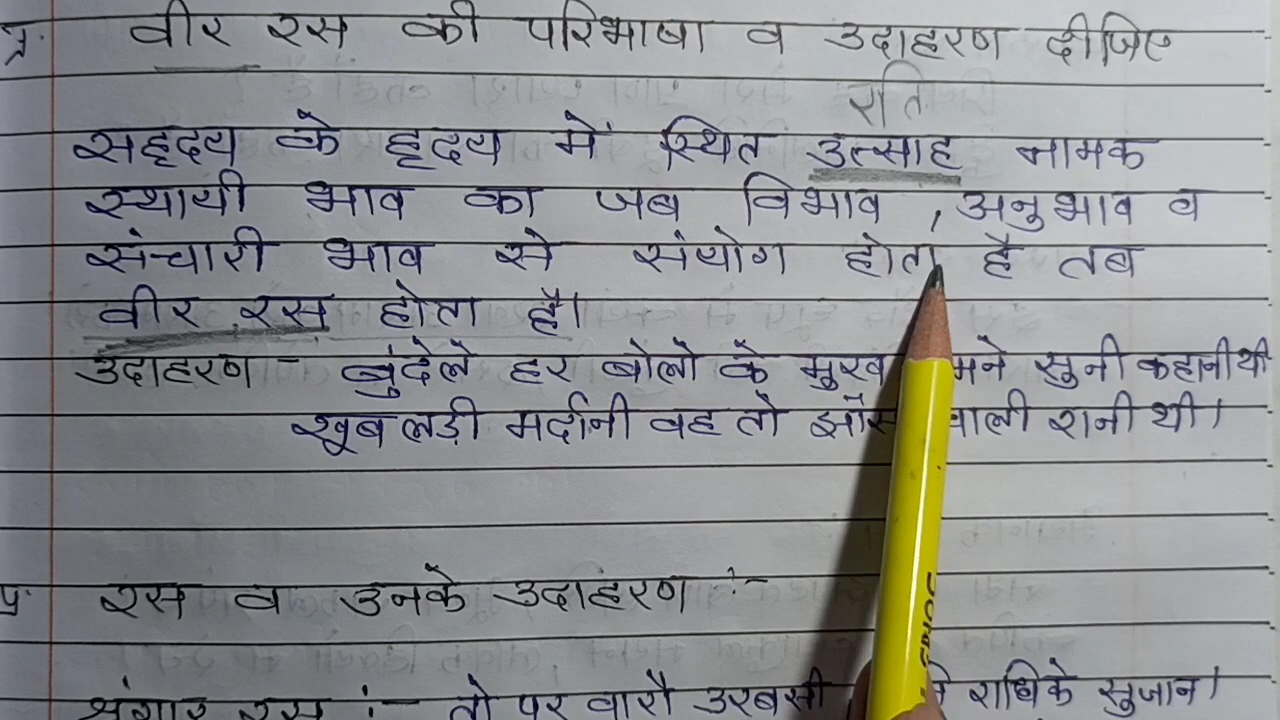 प्र. वीर रस की परिभाषा व उदाहरण दीजिए
रति
सहृदय के हृदय में स्थित उत्साह नामक
स्थायी भाव का जब विभाव, अनुभाव व
संचारी भाव से संयोग होता है तब
वीर रस होता है।
उदाहरण - बुंदेले हर बोलो के मुख मने सुनी कहानी थी
खूब लड़ी मर्दानी वह तो झाँस वाली रानी थी।
प्र. रस व उनके उदाहरण :-
श्रंगार रस :- तो पर वारौ उरबसी राधिके सुजान।